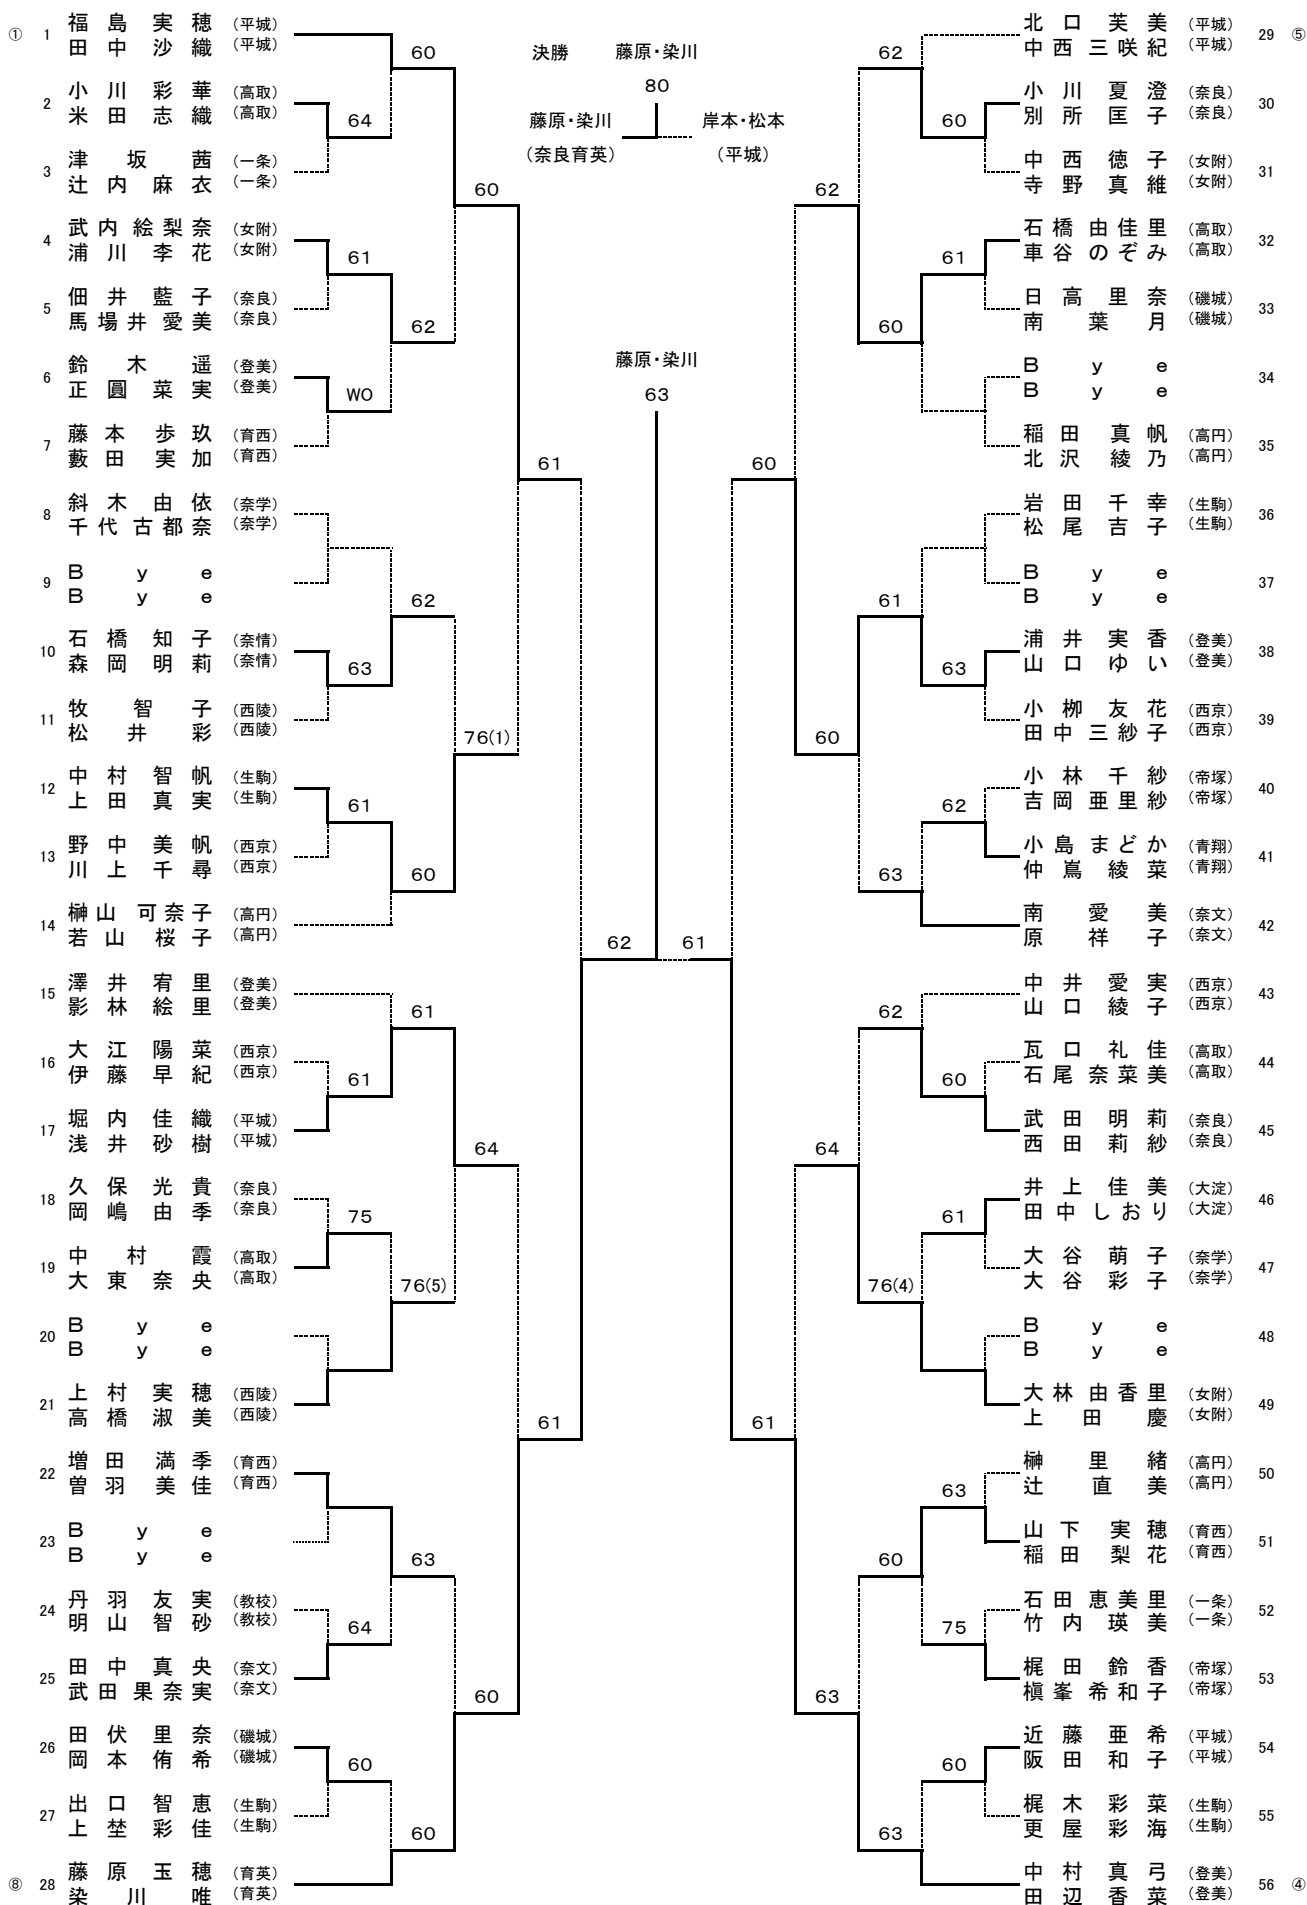 ① 1 福島実穂 (平城)
田中沙織 (平城)
2 小川彩華 (高取)
米田志織 (高取)
3 津坂茜 (一条)
辻内麻衣 (一条)
4 武内絵梨奈 (女附)
浦川李花 (女附)
5 佃井藍子 (奈良)
馬場井愛美 (奈良)
6 鈴木遥 (登美)
正圓菜実 (登美)
7 藤本歩玖 (育西)
藪田実加 (育西)
8 斜木由依 (奈学)
千代古都奈 (奈学)
9 Bye
Bye
10 石橋知子 (奈情)
森岡明莉 (奈情)
11 牧智子 (西陵)
松井彩 (西陵)
12 中村智帆 (生駒)
上田真実 (生駒)
13 野中美帆 (西京)
川上千尋 (西京)
14 榊山可奈子 (高円)
若山桜子 (高円)
15 澤井宥里 (登美)
影林絵里 (登美)
16 大江陽菜 (西京)
伊藤早紀 (西京)
17 堀内佳織 (平城)
浅井砂樹 (平城)
18 久保光貴 (奈良)
岡嶋由季 (奈良)
19 中村霞 (高取)
大東奈央 (高取)
20 Bye
Bye
21 上村実穂 (西陵)
高橋淑美 (西陵)
22 増田満季 (育西)
曽羽美佳 (育西)
23 Bye
Bye
24 丹羽友実 (教校)
明山智砂 (教校)
25 田中真央 (奈文)
武田果奈実 (奈文)
26 田伏里奈 (磯城)
岡本侑希 (磯城)
27 出口智恵 (生駒)
上埜彩佳 (生駒)
⑧ 28 藤原玉穂 (育英)
染川唯 (育英)
64
61
WO
63
61
61
75
64
60
60
62
62
60
61
76(5)
63
60
60
76(1)
64
60
61
61
62
決勝 藤原・染川
80
藤原・染川 岸本・松本
(奈良育英) (平城)
藤原・染川
63
61
60
61
62
60
64
63
62
60
61
63
62
76(4)
60
63
60
61
63
62
60
61
63
75
60
北口芙美 (平城) 29 ⑤
中西三咲紀 (平城)
小川夏澄 (奈良) 30
別所匡子 (奈良)
中西徳子 (女附) 31
寺野真維 (女附)
石橋由佳里 (高取) 32
車谷のぞみ (高取)
日高里奈 (磯城) 33
南葉月 (磯城)
Bye 34
Bye
稲田真帆 (高円) 35
北沢綾乃 (高円)
岩田千幸 (生駒) 36
松尾吉子 (生駒)
Bye 37
Bye
浦井実香 (登美) 38
山口ゆい (登美)
小栁友花 (西京) 39
田中三紗子 (西京)
小林千紗 (帝塚) 40
吉岡亜里紗 (帝塚)
小島まどか (青翔) 41
仲嶌綾菜 (青翔)
南愛美 (奈文) 42
原祥子 (奈文)
中井愛実 (西京) 43
山口綾子 (西京)
瓦口礼佳 (高取) 44
石尾奈菜美 (高取)
武田明莉 (奈良) 45
西田莉紗 (奈良)
井上佳美 (大淀) 46
田中しおり (大淀)
大谷萌子 (奈学) 47
大谷彩子 (奈学)
Bye 48
Bye
大林由香里 (女附) 49
上田慶 (女附)
榊里緒 (高円) 50
辻直美 (高円)
山下実穂 (育西) 51
稲田梨花 (育西)
石田恵美里 (一条) 52
竹内瑛美 (一条)
梶田鈴香 (帝塚) 53
槇峯希和子 (帝塚)
近藤亜希 (平城) 54
阪田和子 (平城)
梶木彩菜 (生駒) 55
更屋彩海 (生駒)
中村真弓 (登美) 56 ④
田辺香菜 (登美)